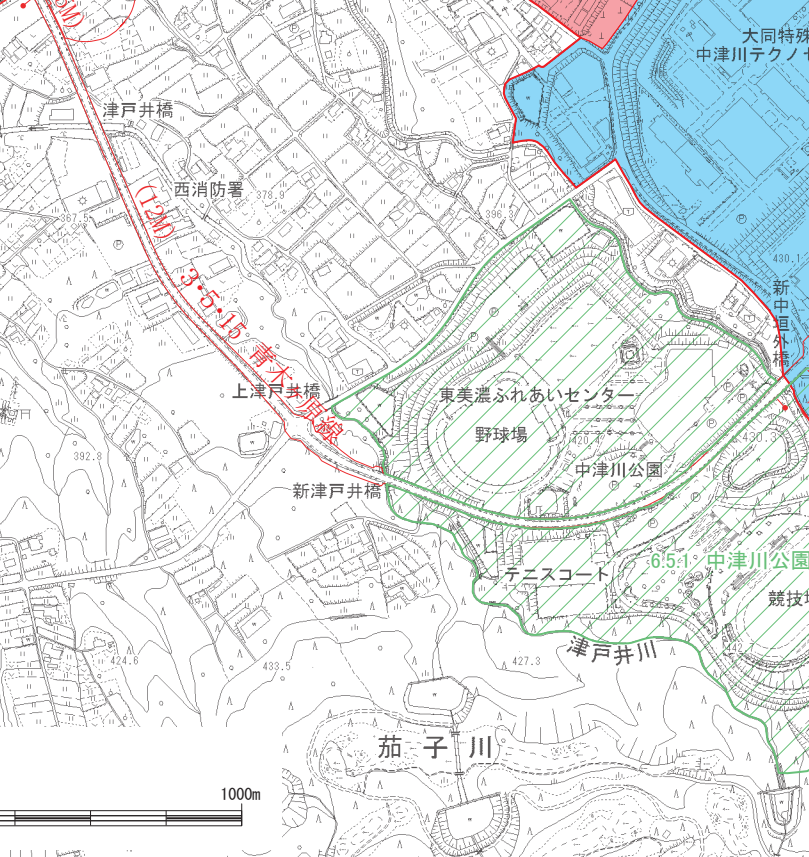 大同特殊
中津川テクノセ
津戸井橋
西消防署
(12M)
378.9
367.5
396.3
430.1
新中垣外橋
3・5・15 青木上原線
上津戸井橋
東美濃ふれあいセンター
野球場
420.4
中津川公園
430.3
392.8
新津戸井橋
6・5・1 中津川公園
テニスコート
競技場
442
津戸井川
424.6
433.5
427.3
茄子川
1000m